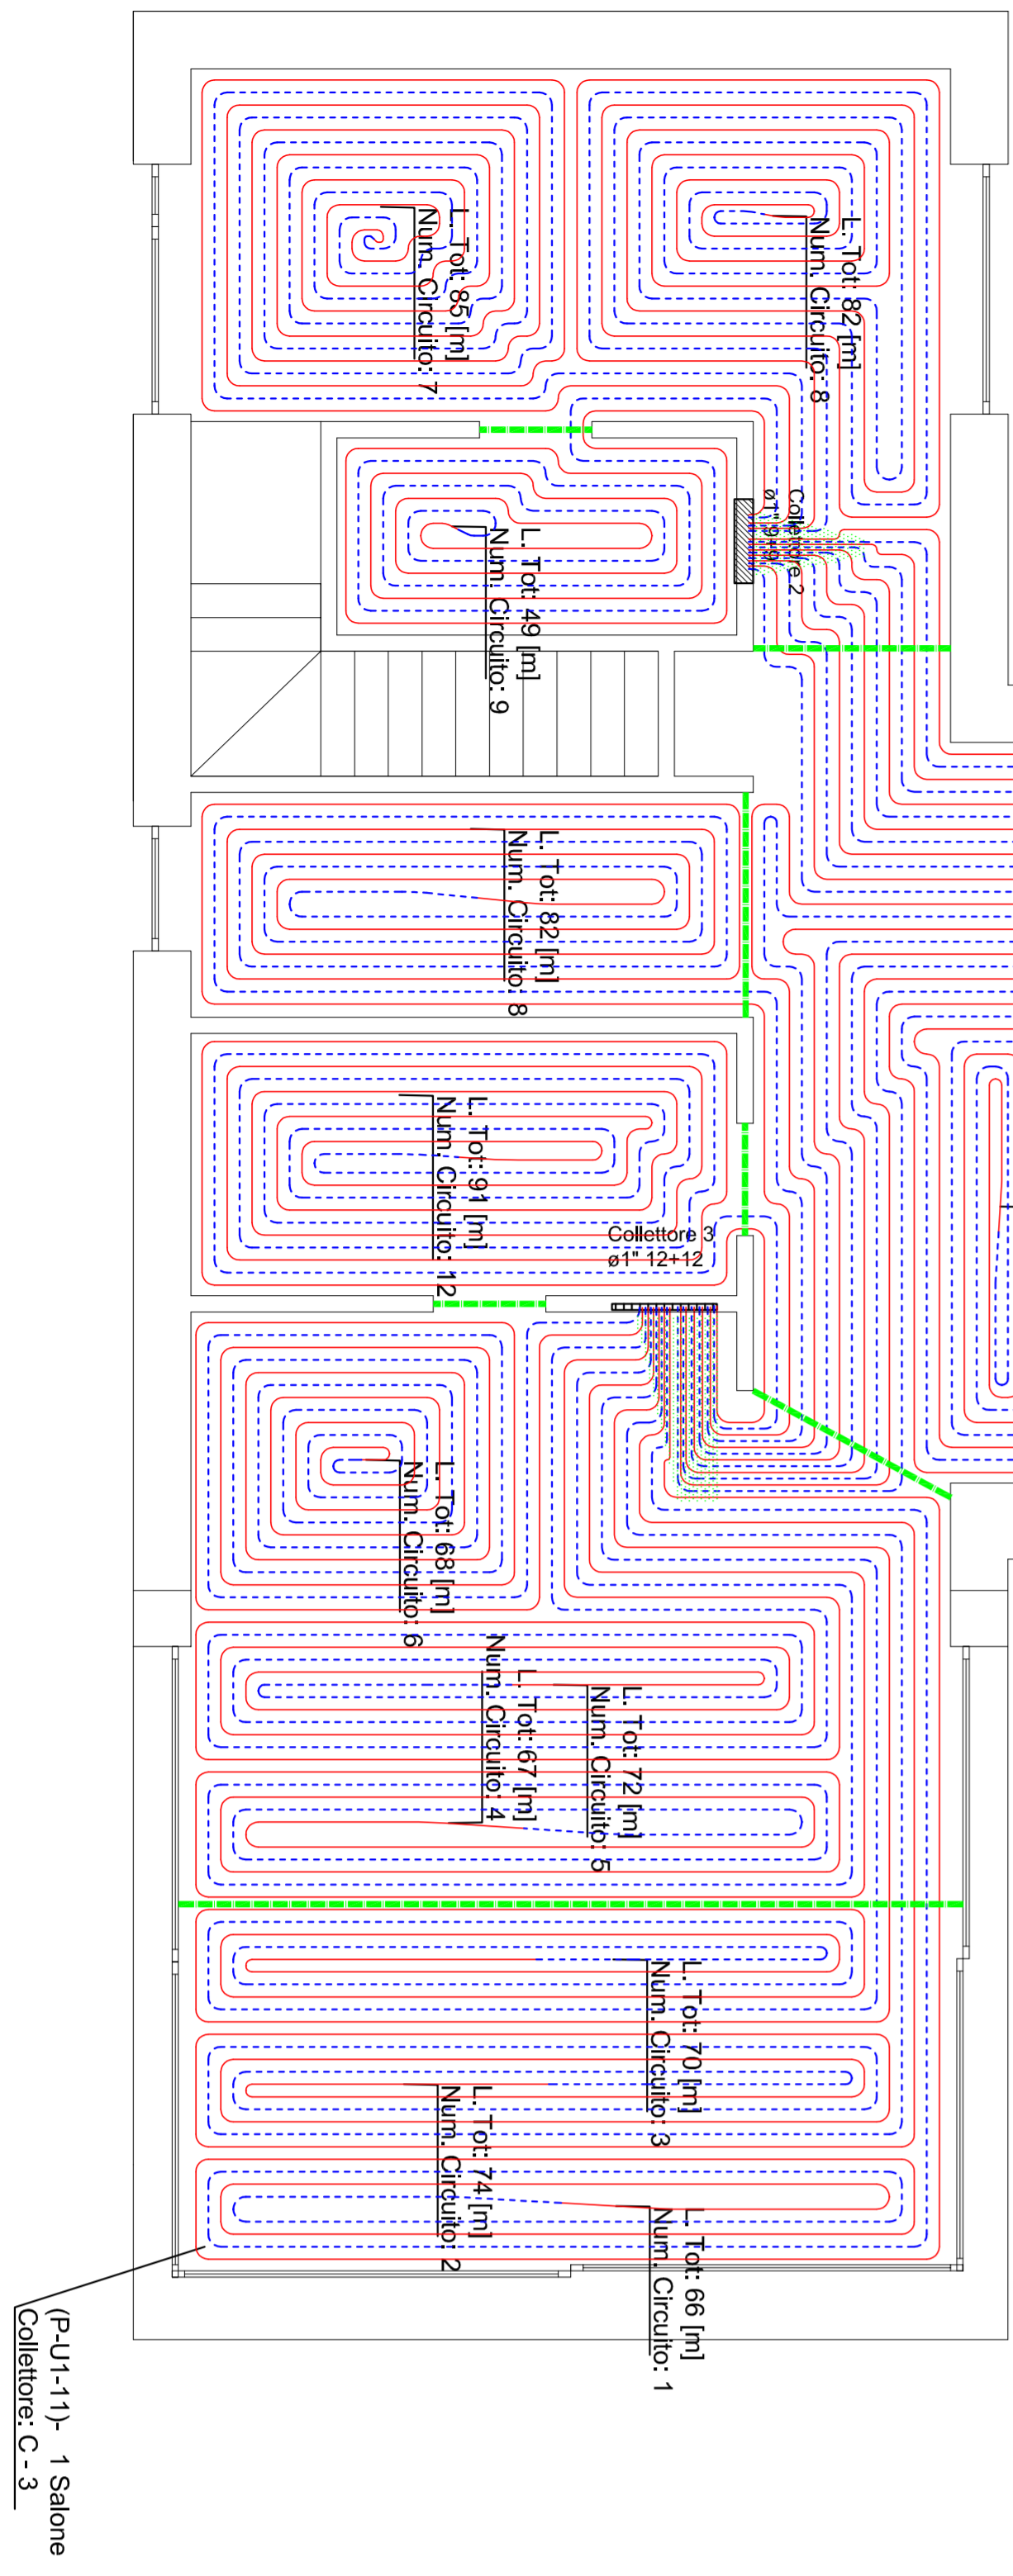 L. Tot: 85 [m]
Num. Circuito: 7
L. Tot: 82 [m]
Num. Circuito: 8
Collettore 2
ø1" 9+9
L. Tot: 49 [m]
Num. Circuito: 9
L. Tot: 82 [m]
Num. Circuito: 8
L. Tot: 91 [m]
Num. Circuito: 12
Collettore 3
ø1" 12+12
L. Tot: 68 [m]
Num. Circuito: 6
L. Tot: 67 [m]
Num. Circuito: 4
L. Tot: 72 [m]
Num. Circuito: 5
L. Tot: 70 [m]
Num. Circuito: 3
L. Tot: 74 [m]
Num. Circuito: 2
L. Tot: 66 [m]
Num. Circuito: 1
(P-U1-11)- 1 Salone
Collettore: C - 3